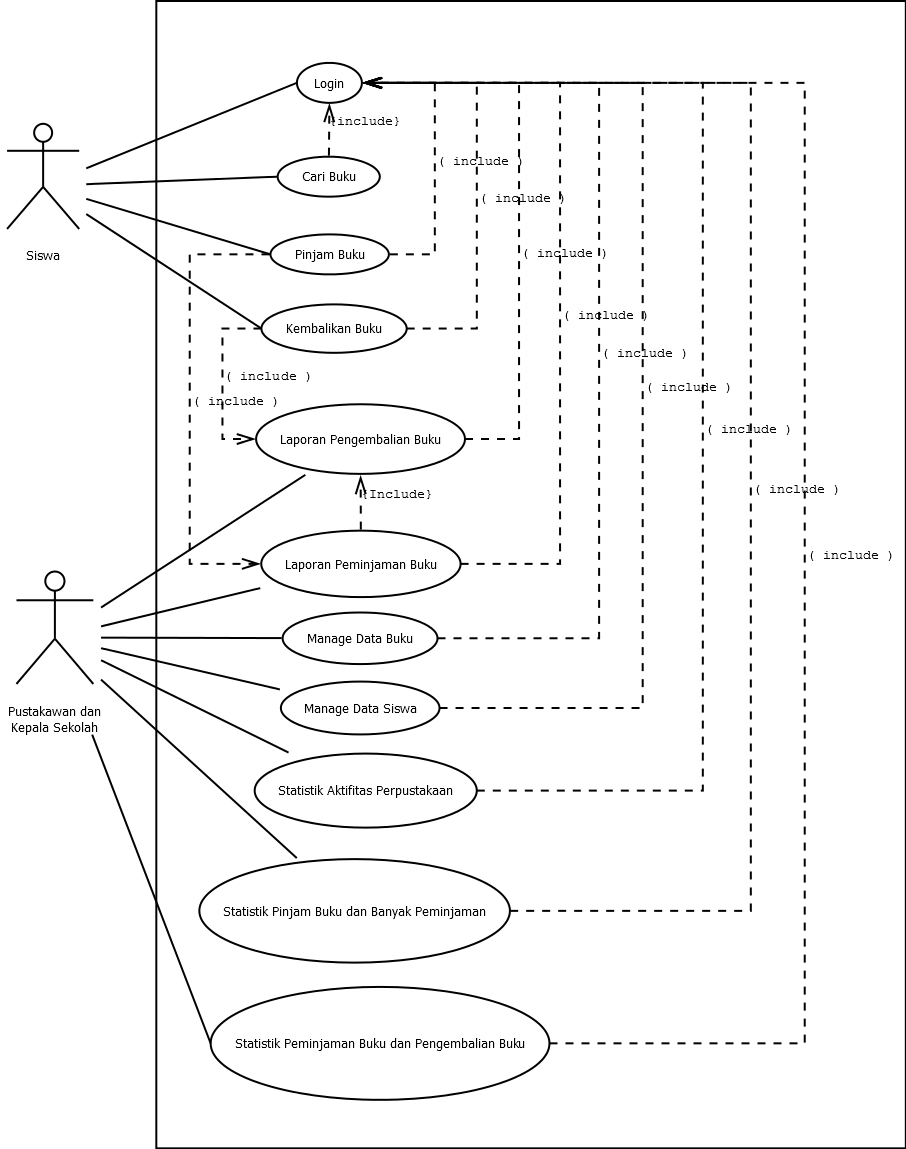 Login
{include}
( include )
Cari Buku
( include )
Siswa
Pinjam Buku
( include )
( include )
Kembalikan Buku
( include )
( include )
( include )
( include )
( include )
Laporan Pengembalian Buku
{Include}
( include )
( include )
Laporan Peminjaman Buku
Manage Data Buku
Pustakawan dan
Kepala Sekolah
Manage Data Siswa
Statistik Aktifitas Perpustakaan
Statistik Pinjam Buku dan Banyak Peminjaman
Statistik Peminjaman Buku dan Pengembalian Buku